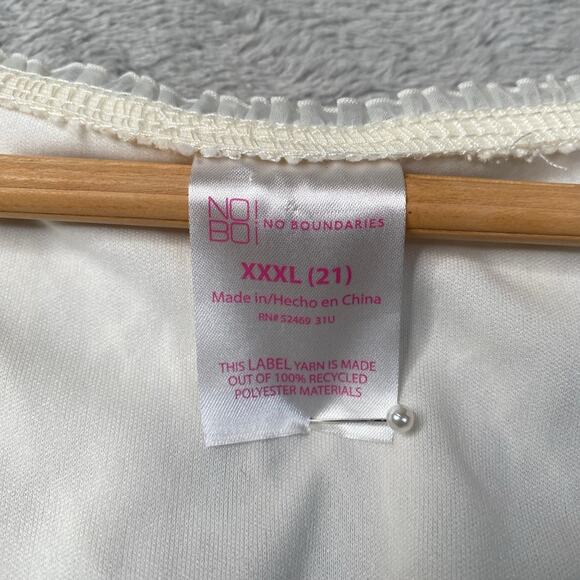 NO BO! NO BOUNDARIES
XXXL (21)
Made in/Hecho en China
RN# 52469 31U
THIS LABEL YARN IS MADE
OUT OF 100% RECYCLED
POLYESTER MATERIALS